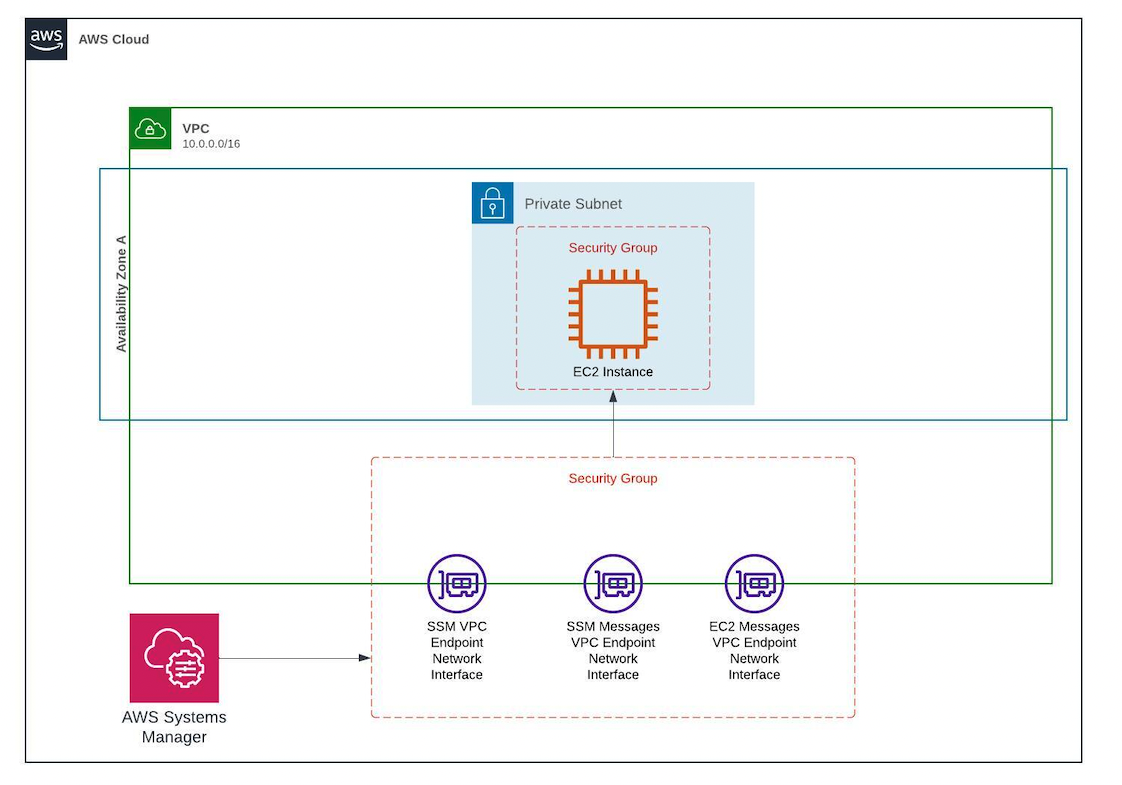 aws
AWS Cloud
VPC
10.0.0.0/16
Availability Zone A
Private Subnet
Security Group
EC2 Instance
Security Group
SSM VPC
Endpoint
Network
Interface
SSM Messages
VPC Endpoint
Network
Interface
EC2 Messages
VPC Endpoint
Network
Interface
AWS Systems
Manager